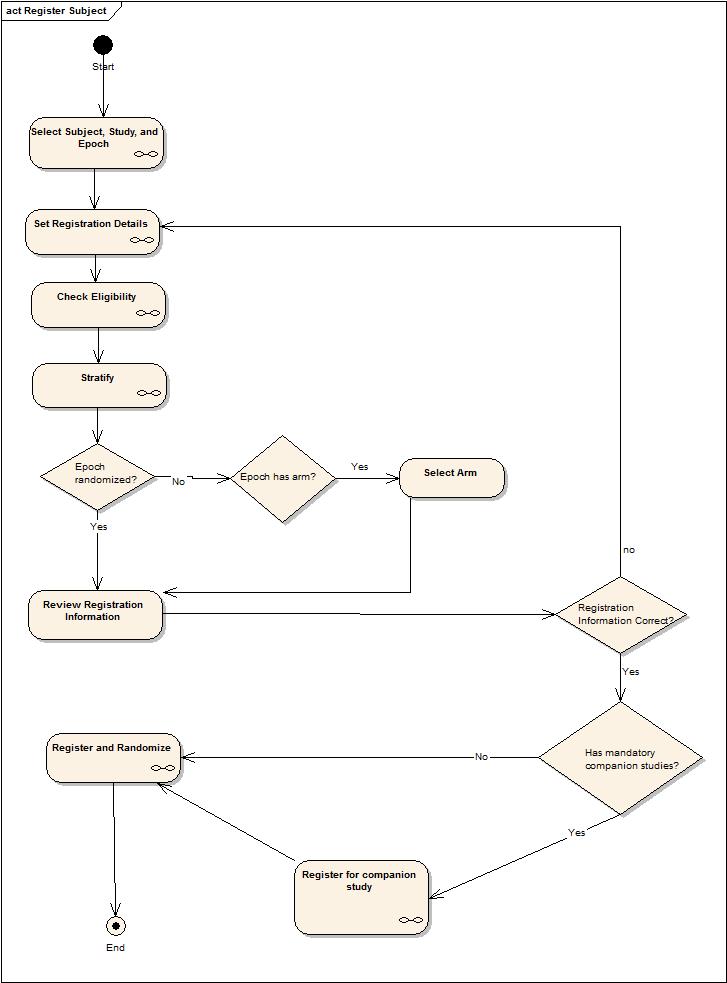 act Register Subject
Start
Select Subject, Study, and
Epoch
Set Registration Details
Check Eligibility
Stratify
Epoch
randomized?
No
Epoch has arm?
Yes
Select Arm
Yes
no
Review Registration
Information
Registration
Information Correct?
Yes
Register and Randomize
No
Has mandatory
companion studies?
Yes
Register for companion
study
End